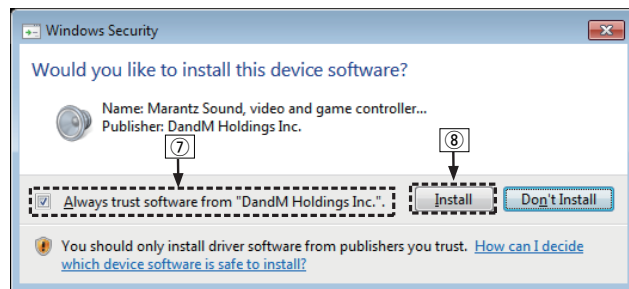 Windows Security
Would you like to install this device software?
Name: Marantz Sound, video and game controller...
Publisher: DandM Holdings Inc.
⑦
⑧
Always trust software from "DandM Holdings Inc.".
Install
Don't Install
You should only install driver software from publishers you trust. How can I decide
which device software is safe to install?